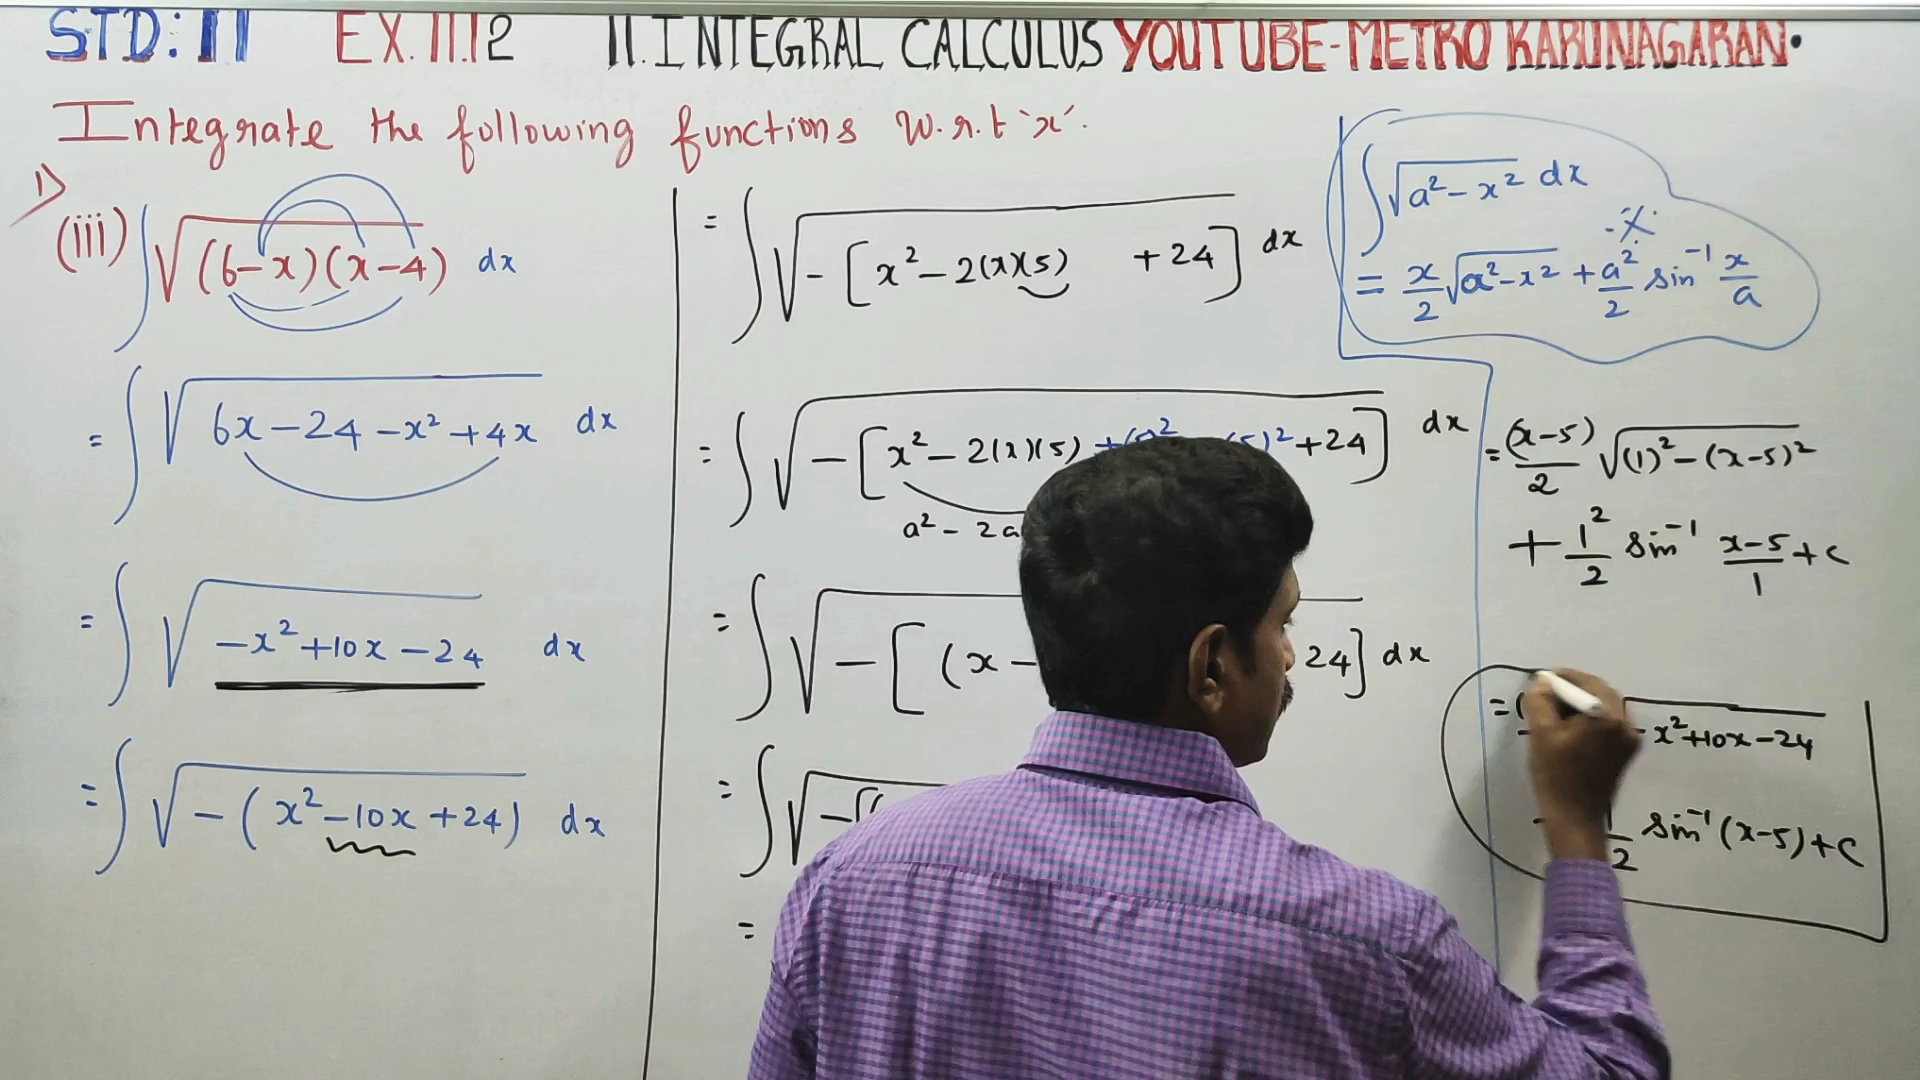 STD: 11 EX. 11.12 11. INTEGRAL CALCULUS YOUTUBE-METRO KARUNAGARAN.
Integrate the following functions w.r.t 'x'.
1)
(iii) ∫√(6-x)(x-4) dx
= ∫√6x-24-x²+4x dx
= ∫√-x²+10x-24 dx
= ∫√-(x²-10x+24) dx
= ∫√-[x²-2(x)(5) +24] dx
= ∫√-[x²-2(x)(5) (5)²+24] dx
a²-2a
= ∫√-[(x- 24] dx
= ∫√-[(
=
∫√a²-x² dx
= x/2 √a²-x² + a²/2 sin⁻¹ x/a
= (x-5)/2 √(1)²-(x-5)²
+ 1²/2 sin⁻¹ x-5/1 + c
= -x²+10x-24
1/2 sin⁻¹(x-5)+c